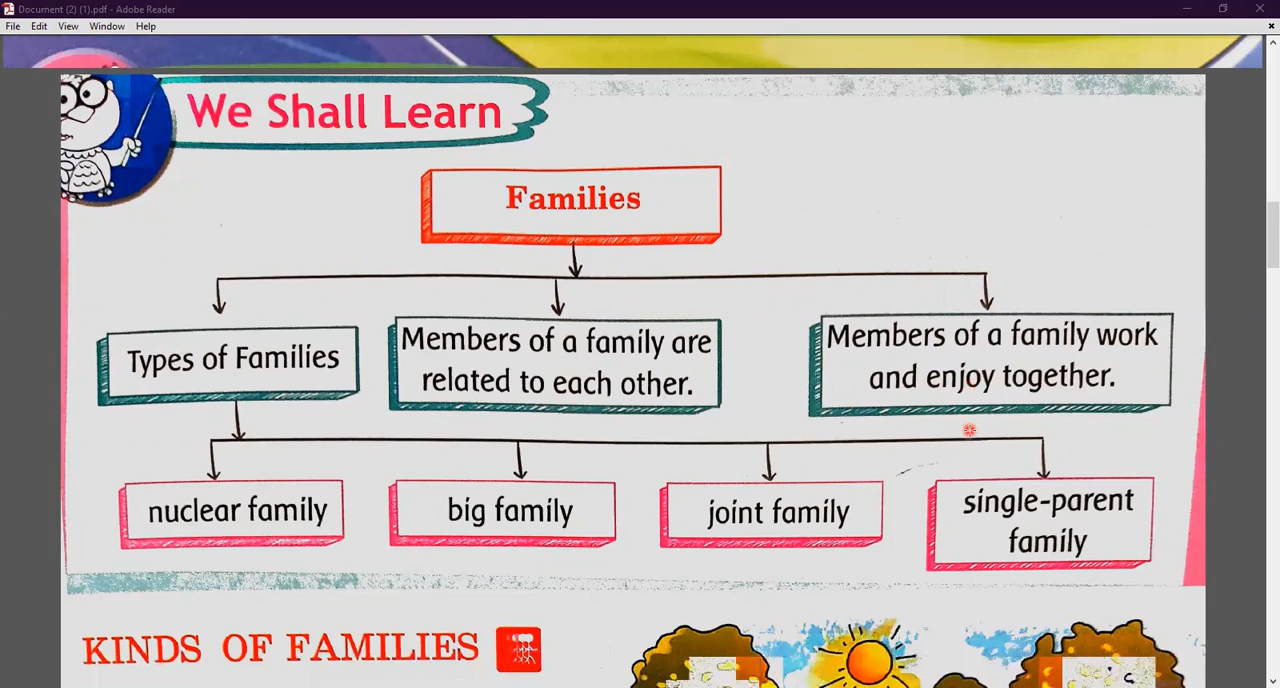 Document (2) (1).pdf - Adobe Reader
File Edit View Window Help
We Shall Learn
Families
Types of Families
Members of a family are
related to each other.
Members of a family work
and enjoy together.
nuclear family
big family
joint family
single-parent
family
KINDS OF FAMILIES